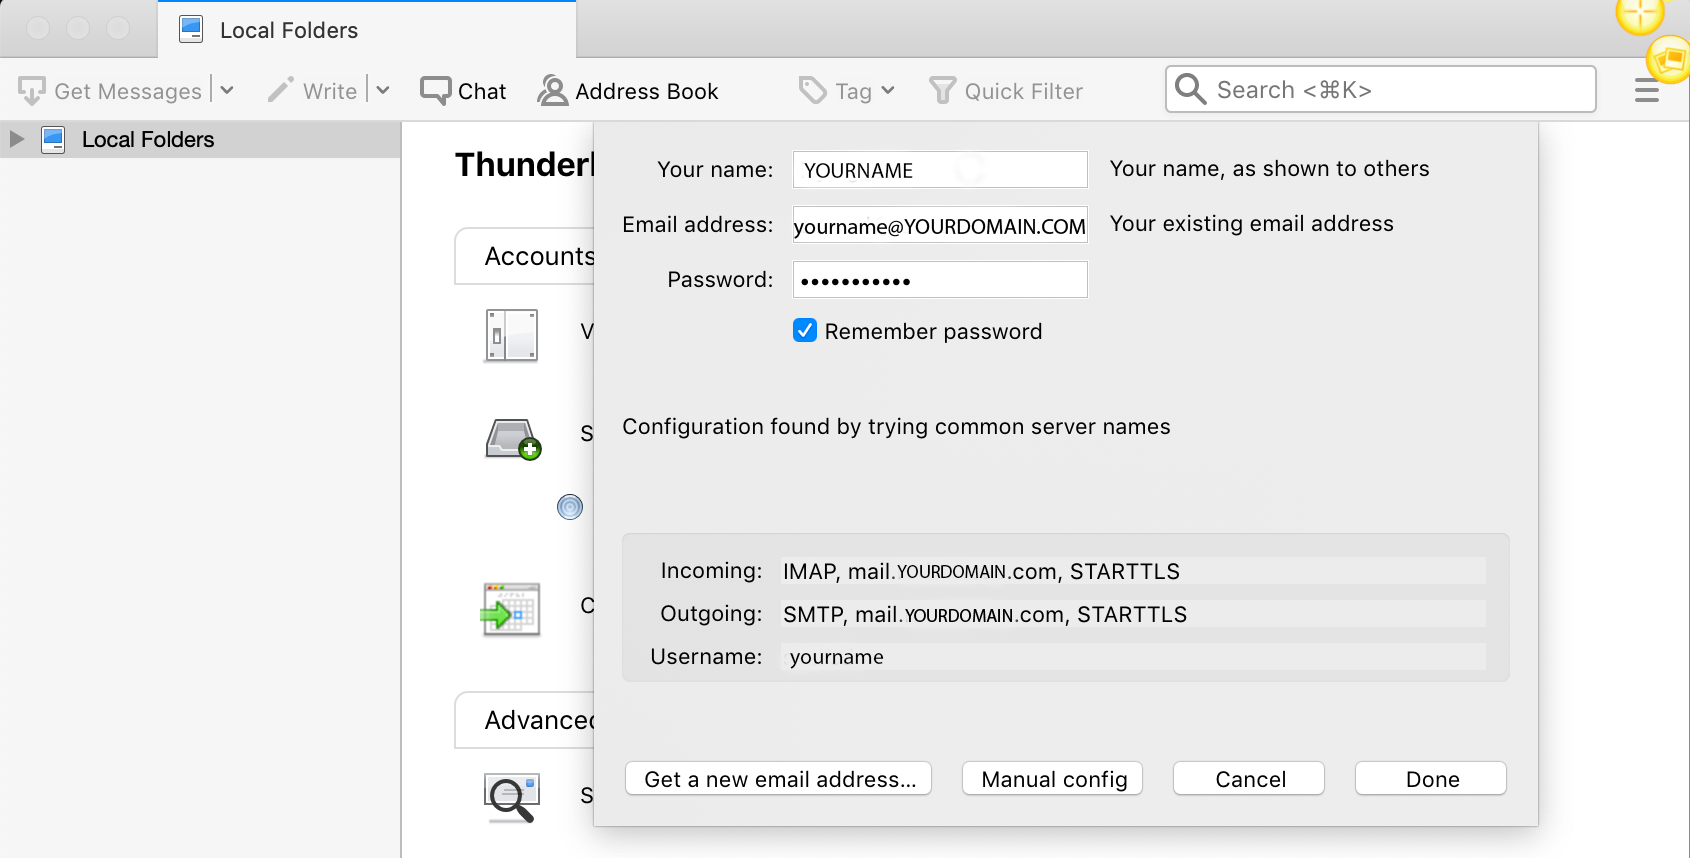 Local Folders
Get Messages
Write
Chat
Address Book
Tag
Quick Filter
Search <⌘K>
Local Folders
Thunder
Your name: YOURNAME Your name, as shown to others
Email address: yourname@YOURDOMAIN.COM Your existing email address
Accounts
Password: •••••••••••
Remember password
V
S
Configuration found by trying common server names
Incoming: IMAP, mail.YOURDOMAIN.com, STARTTLS
C
Outgoing: SMTP, mail.YOURDOMAIN.com, STARTTLS
Username: yourname
Advanced
Get a new email address... Manual config Cancel Done
S